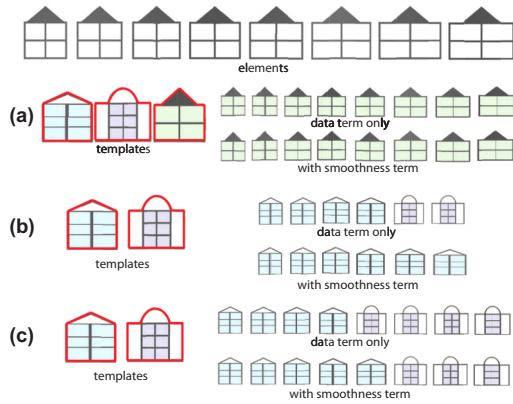 elements
(a)
templates
data term only
with smoothness term
(b)
templates
data term only
with smoothness term
(c)
templates
data term only
with smoothness term